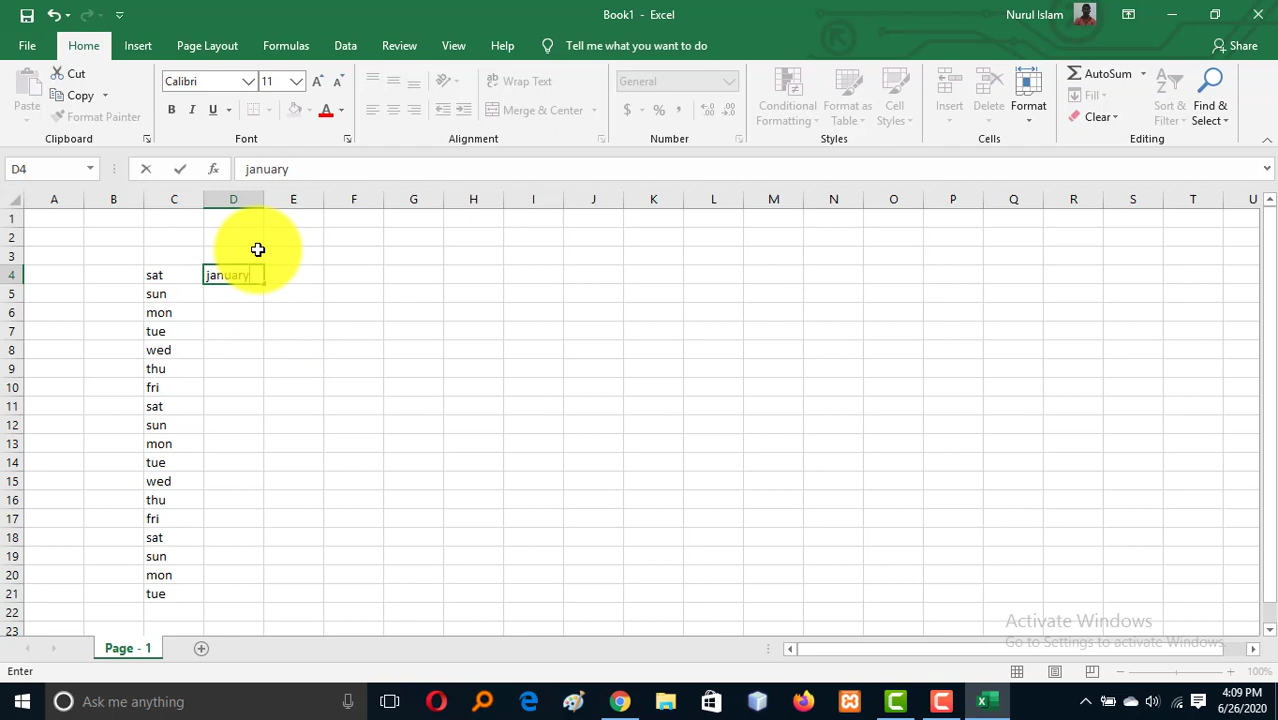 Book1 - Excel
Nurul Islam
File Home Insert Page Layout Formulas Data Review View Help Tell me what you want to do Share
Paste
Cut
Copy
Format Painter
Calibri 11
B I U
Wrap Text
Merge & Center
General
$ % ,
Conditional Formatting
Format as Table
Cell Styles
Insert
Delete
Format
AutoSum
Fill
Clear
Sort & Filter
Find & Select
Clipboard Font Alignment Number Styles Cells Editing
D4 fx january
A B C D E F G H I J K L M N O P Q R S T U
1
2
3
4 sat january
5 sun
6 mon
7 tue
8 wed
9 thu
10 fri
11 sat
12 sun
13 mon
14 tue
15 wed
16 thu
17 fri
18 sat
19 sun
20 mon
21 tue
22
23
Activate Windows
Go to Settings to activate Windows.
Page - 1
Enter
100%
Ask me anything
4:09 PM
6/26/2020